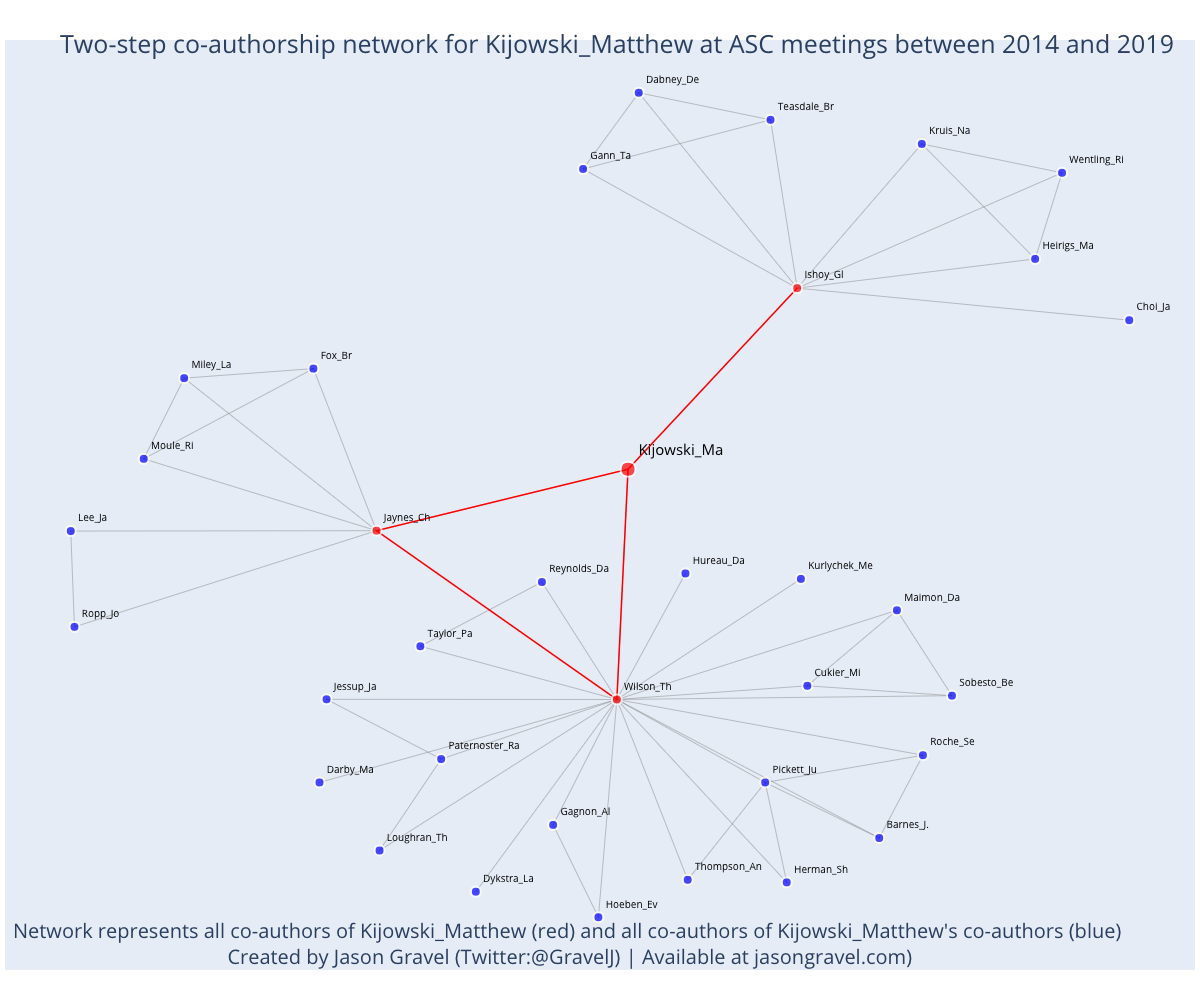 Two-step co-authorship network for Kijowski_Matthew at ASC meetings between 2014 and 2019
Dabney_De
Teasdale_Br
Kruis_Na
Gann_Ta
Wentling_Ri
Heirigs_Ma
Ishoy_Gl
Choi_Ja
Fox_Br
Miley_La
Moule_Ri
Kijowski_Ma
Lee_Ja
Jaynes_Ch
Reynolds_Da
Hureau_Da
Kurlychek_Me
Maimon_Da
Ropp_Jo
Taylor_Pa
Cukier_Mi
Sobesto_Be
Jessup_Ja
Wilson_Th
Roche_Se
Paternoster_Ra
Darby_Ma
Pickett_Ju
Gagnon_Al
Barnes_J.
Loughran_Th
Thompson_An
Herman_Sh
Dykstra_La
Hoeben_Ev
Network represents all co-authors of Kijowski_Matthew (red) and all co-authors of Kijowski_Matthew's co-authors (blue)
Created by Jason Gravel (Twitter:@GravelJ) | Available at jasongravel.com)